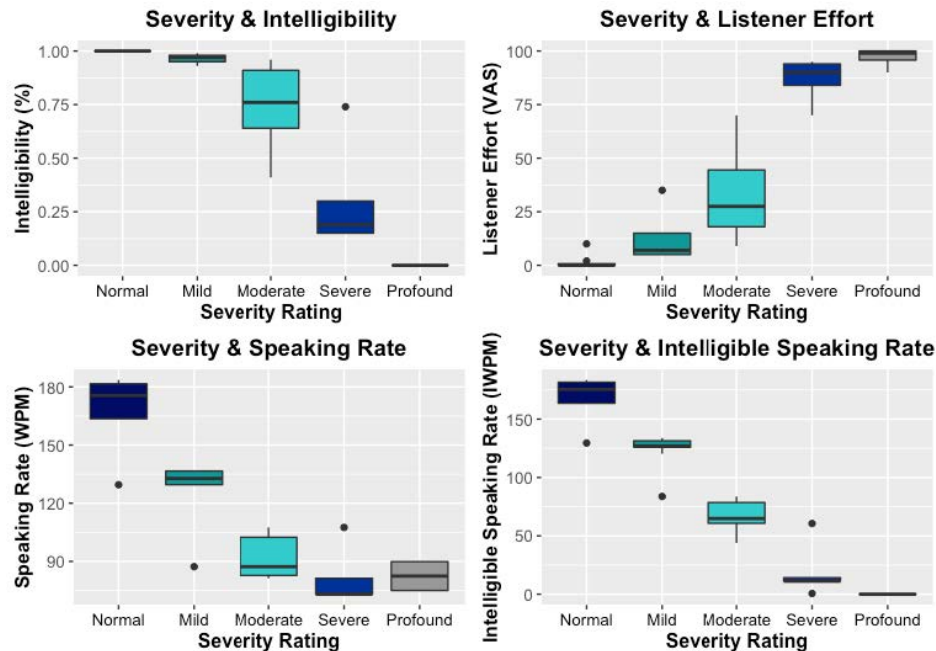 Severity & Intelligibility
Intelligibility (%)
1.00
0.75
0.50
0.25
0.00
Normal Mild Moderate Severe Profound
Severity Rating
Severity & Listener Effort
Listener Effort (VAS)
100
75
50
25
0
Normal Mild Moderate Severe Profound
Severity Rating
Severity & Speaking Rate
Speaking Rate (WPM)
180
150
120
90
Normal Mild Moderate Severe Profound
Severity Rating
Severity & Intelligible Speaking Rate
Intelligible Speaking Rate (IWPM)
150
100
50
0
Normal Mild Moderate Severe Profound
Severity Rating